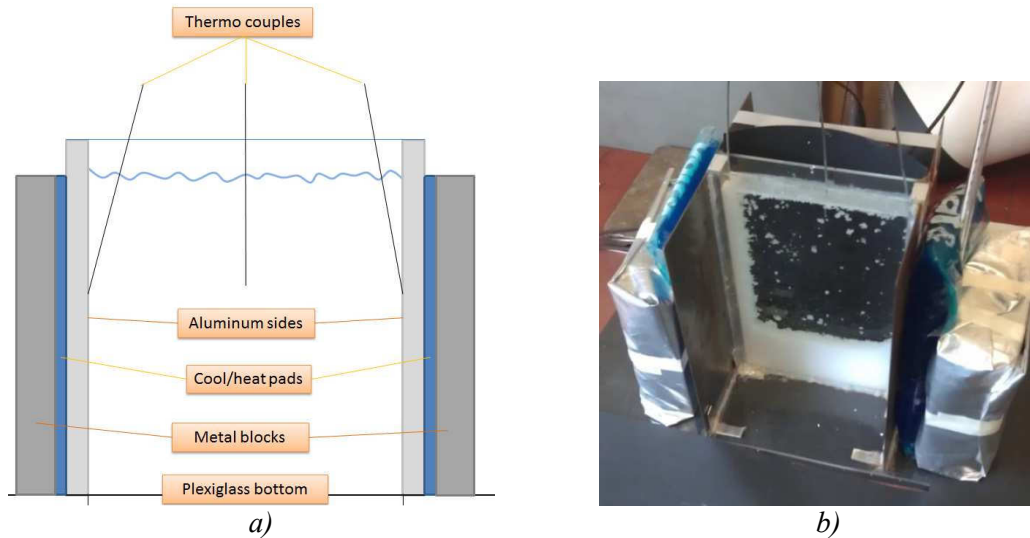 Thermo couples
Aluminum sides
Cool/heat pads
Metal blocks
Plexiglass bottom
a)
b)